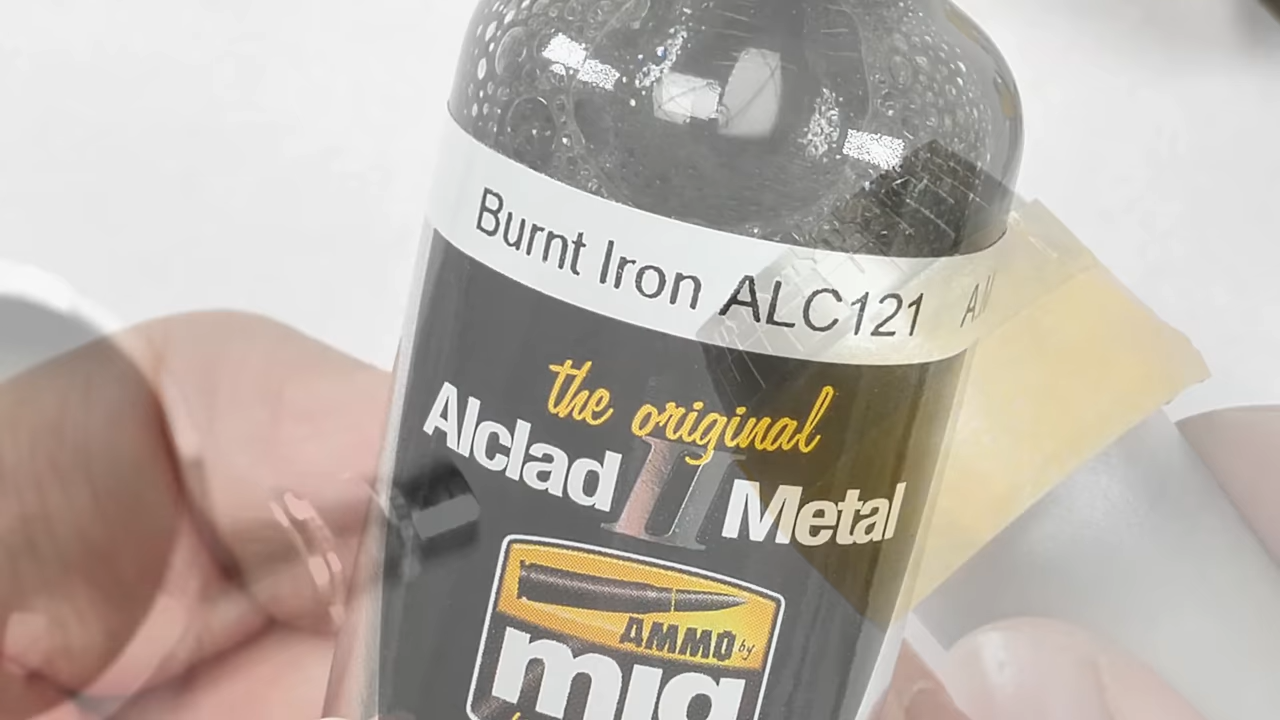 Burnt Iron ALC121
the original
Alclad II Metal
AMMO by
mig